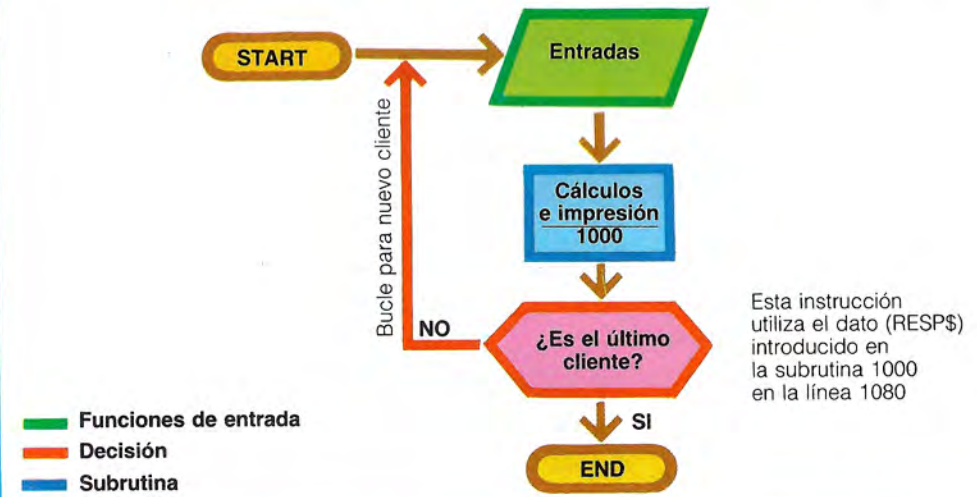 START
Entradas
Bucle para nuevo cliente
Cálculos
e impresión
1000
NO
¿Es el último
cliente?
Esta instrucción
utiliza el dato (RESP$)
introducido en
la subrutina 1000
en la línea 1080
SI
END
Funciones de entrada
Decisión
Subrutina